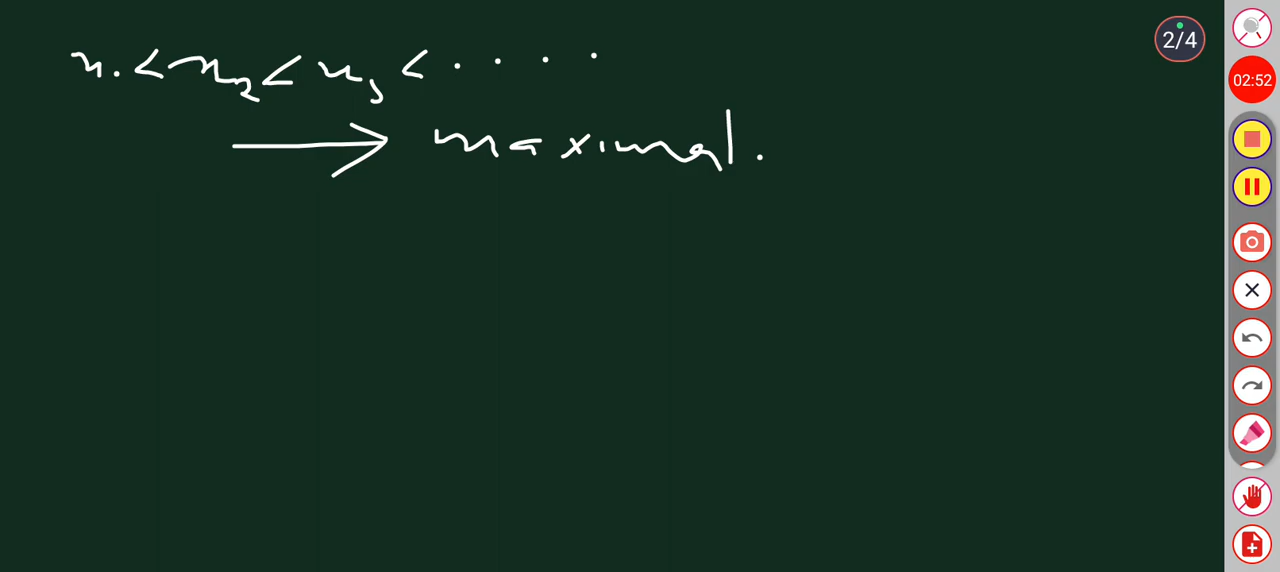 x₁ < x₂ < x₃ < · · · ·
→ maximal.
2/4
02:52